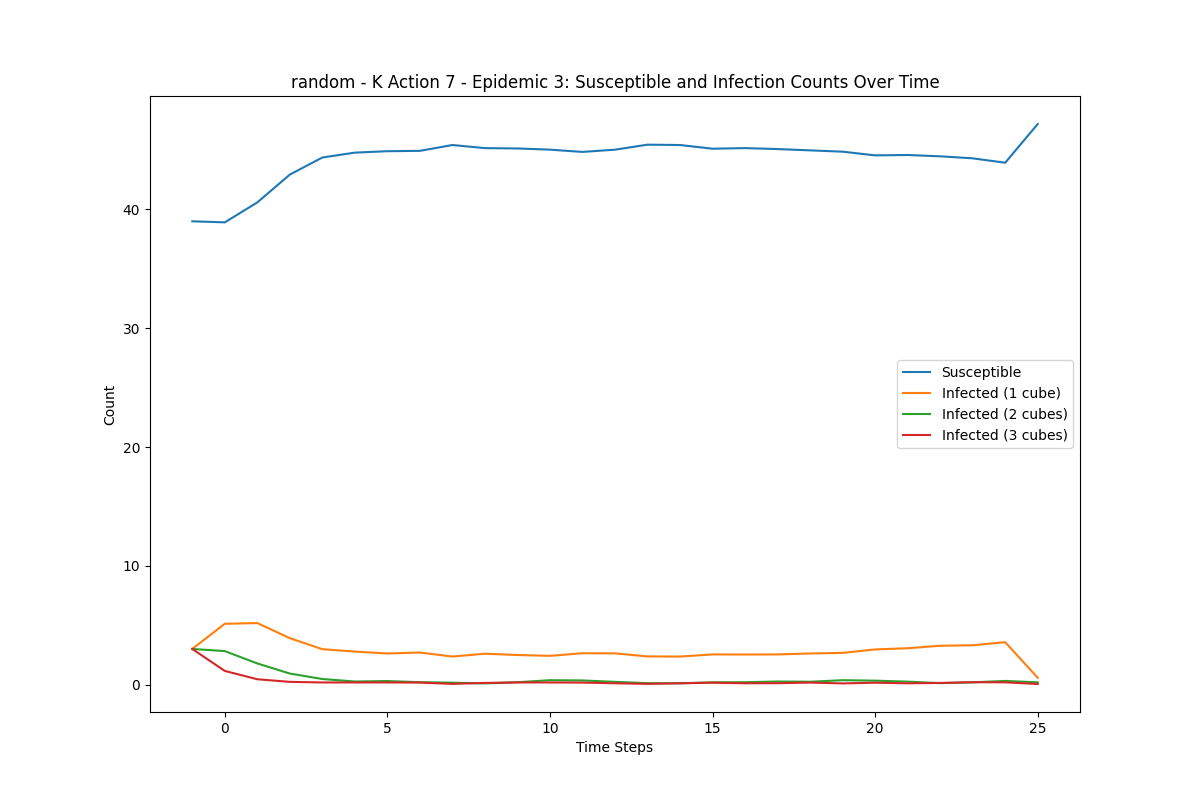 random - K Action 7 - Epidemic 3: Susceptible and Infection Counts Over Time
Count
40
30
20
10
0
Susceptible
Infected (1 cube)
Infected (2 cubes)
Infected (3 cubes)
0 5 10 15 20 25
Time Steps